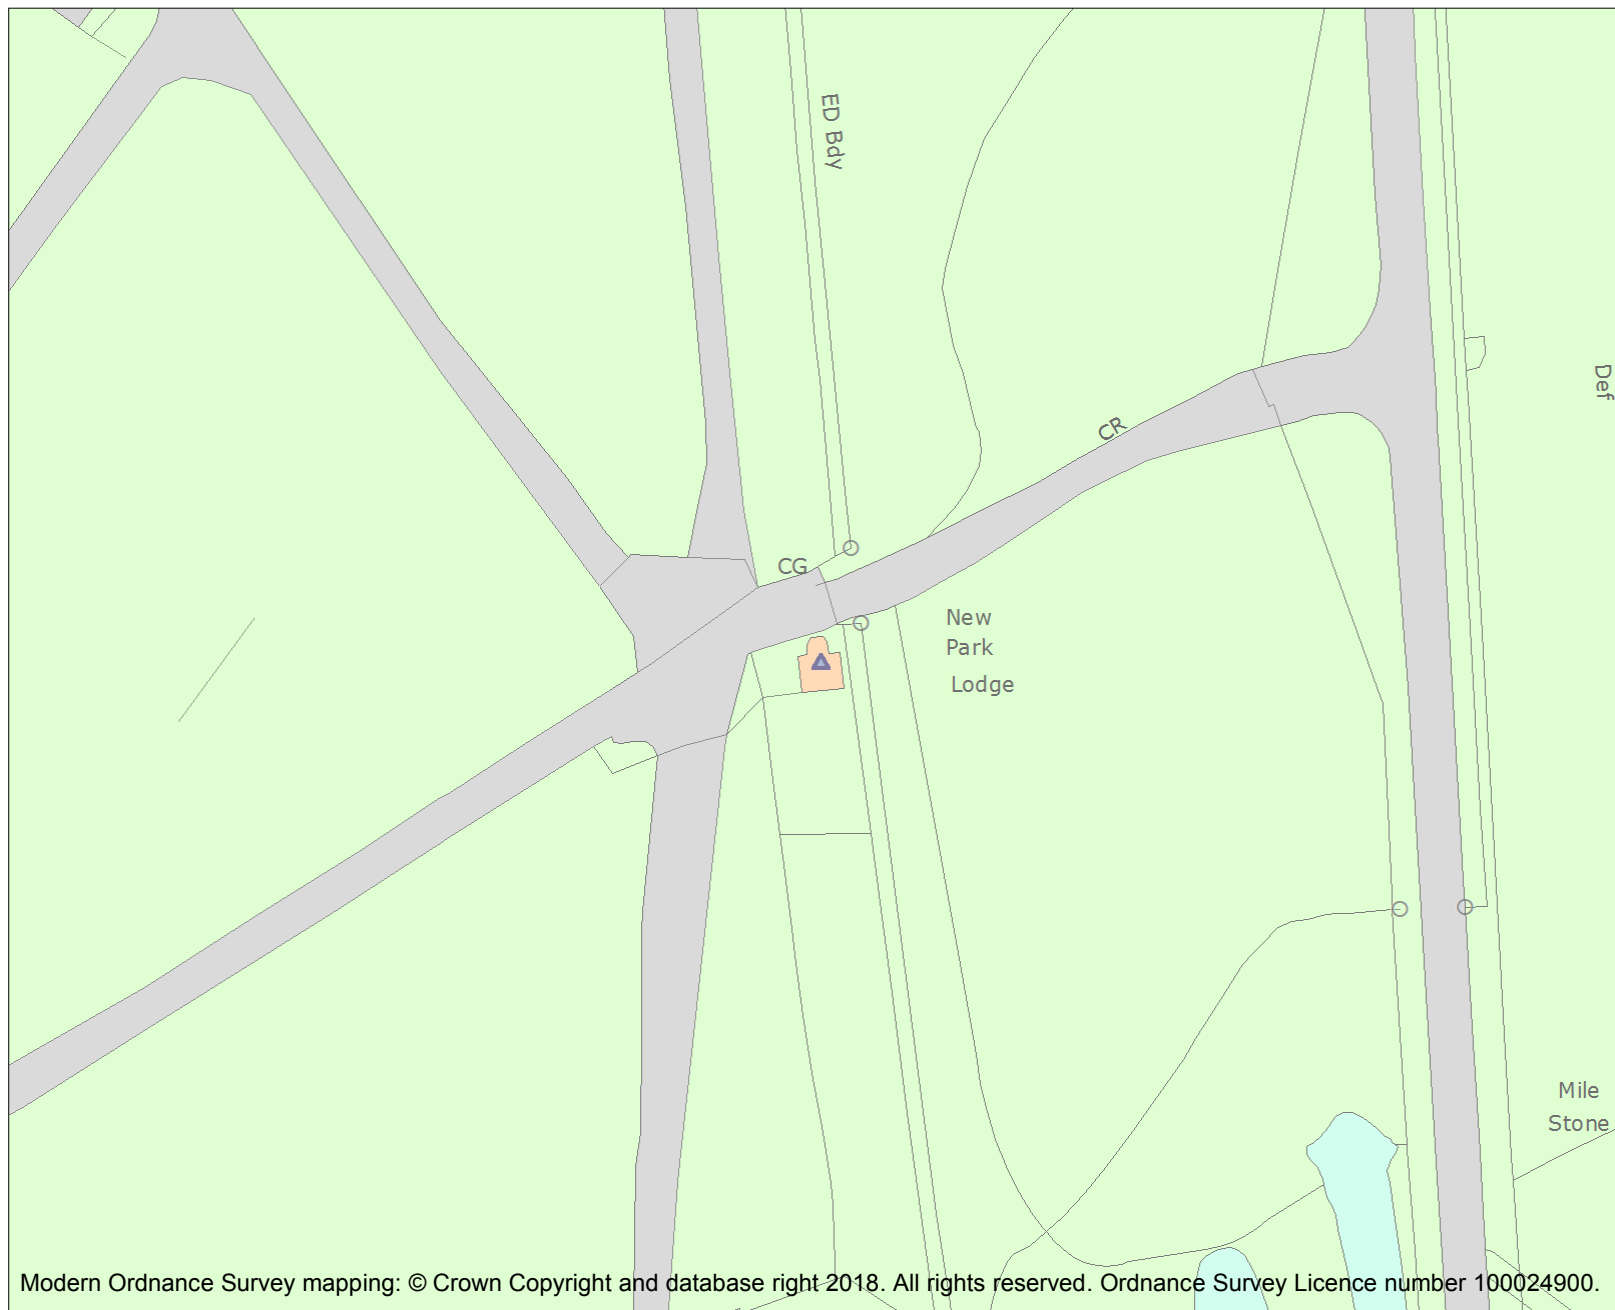 ED Bdy
Def
CR
CG
New
Park
Lodge
Mile
Stone
Modern Ordnance Survey mapping: © Crown Copyright and database right 2018. All rights reserved. Ordnance Survey Licence number 100024900.